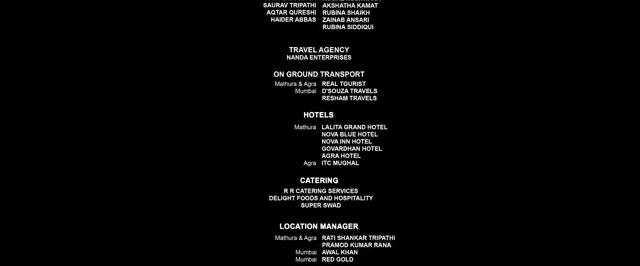 SAURAV TRIPATHI AKSHATHA KAMAT
AQTAR QURESHI RUBINA SHAIKH
HAIDER ABBAS ZAINAB ANSARI
RUBINA SIDDIQUI
TRAVEL AGENCY
NANDA ENTERPRISES
ON GROUND TRANSPORT
Mathura & Agra REAL TOURIST
Mumbai D'SOUZA TRAVELS
RESHAM TRAVELS
HOTELS
Mathura LALITA GRAND HOTEL
NOVA BLUE HOTEL
NOVA INN HOTEL
GOVARDHAN HOTEL
AGRA HOTEL
Agra ITC MUGHAL
CATERING
R R CATERING SERVICES
DELIGHT FOODS AND HOSPITALITY
SUPER SWAD
LOCATION MANAGER
Mathura & Agra RATI SHANKAR TRIPATHI
PRAMOD KUMAR RANA
Mumbai AWAL KHAN
Mumbai RED GOLD